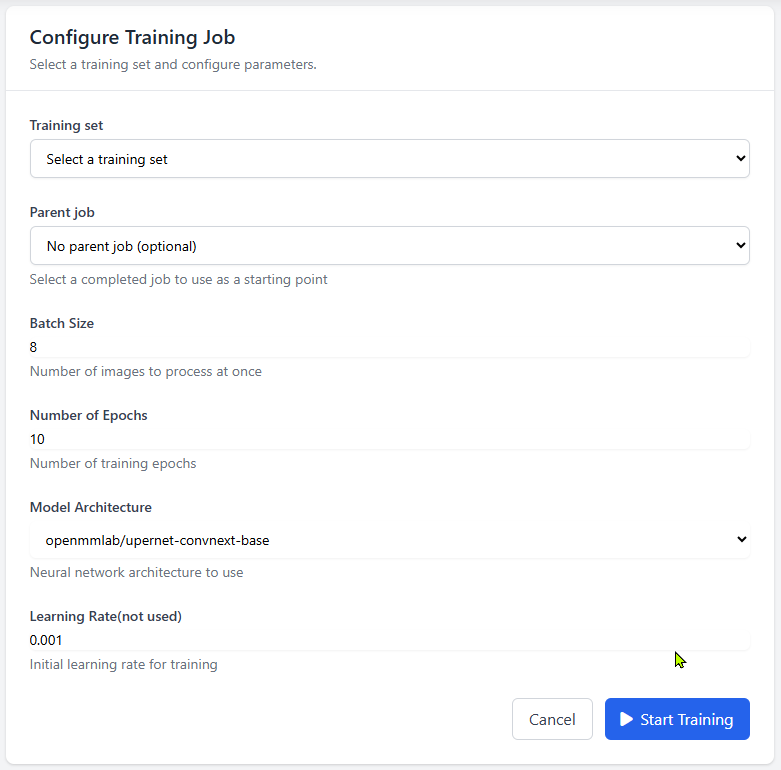 Configure Training Job
Select a training set and configure parameters.
Training set
Select a training set
Parent job
No parent job (optional)
Select a completed job to use as a starting point
Batch Size
8
Number of images to process at once
Number of Epochs
10
Number of training epochs
Model Architecture
openmmlab/upernet-convnext-base
Neural network architecture to use
Learning Rate(not used)
0.001
Initial learning rate for training
Cancel
Start Training